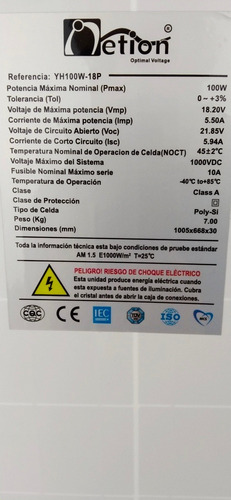 Netion
Optimal Voltage
Referencia: YH100W-18P
Potencia Máxima Nominal (Pmax) 100W
Tolerancia (Tol) 0~+3%
Voltaje de Máxima potencia (Vmp) 18.20V
Corriente de Máxima potencia (Imp) 5.50A
Voltaje de Circuito Abierto (Voc) 21.85V
Corriente de Corto Circuito (Isc) 5.94A
Temperatura Nominal de Operacion de Celda(NOCT) 45±2°C
Voltaje Máximo del Sistema 1000VDC
Fusible Nominal Máximo serie 10A
Temperatura de Operación -40°C to+85°C
Clase Class A
Clase de Protección
Tipo de Celda Poly-Si
Peso (Kg) 7.00
Dimensiones (mm) 1005x668x30
Toda la información técnica esta bajo condiciones de prueba estándar
AM 1.5 E1000W/m² T=25°C
PELIGRO! RIESGO DE CHOQUE ELÉCTRICO
Esta unidad produce energía eléctrica cuando
esta expuesta a fuentes de Iluminación. Cubra
el cristal antes de abrir la caja de conexiones.
CQC CE IEC ISO